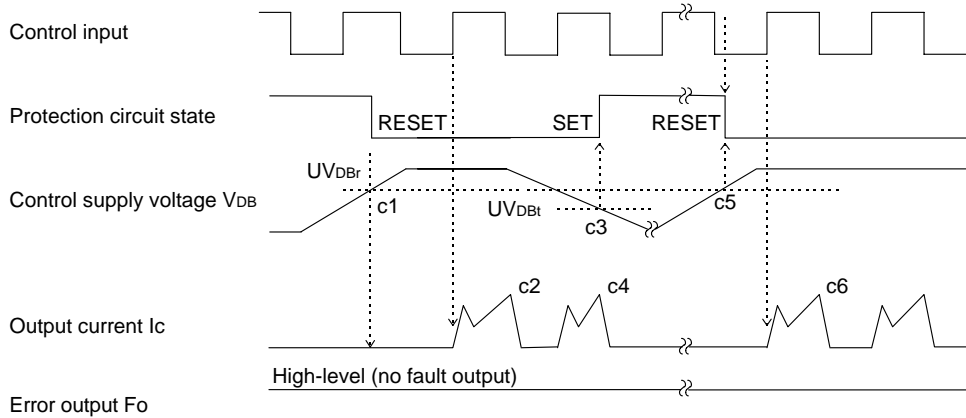 Control input
Protection circuit state
RESET
SET
RESET
UVDBr
Control supply voltage VDB
c1
UVDBt
c3
c5
c2
c4
c6
Output current Ic
High-level (no fault output)
Error output Fo